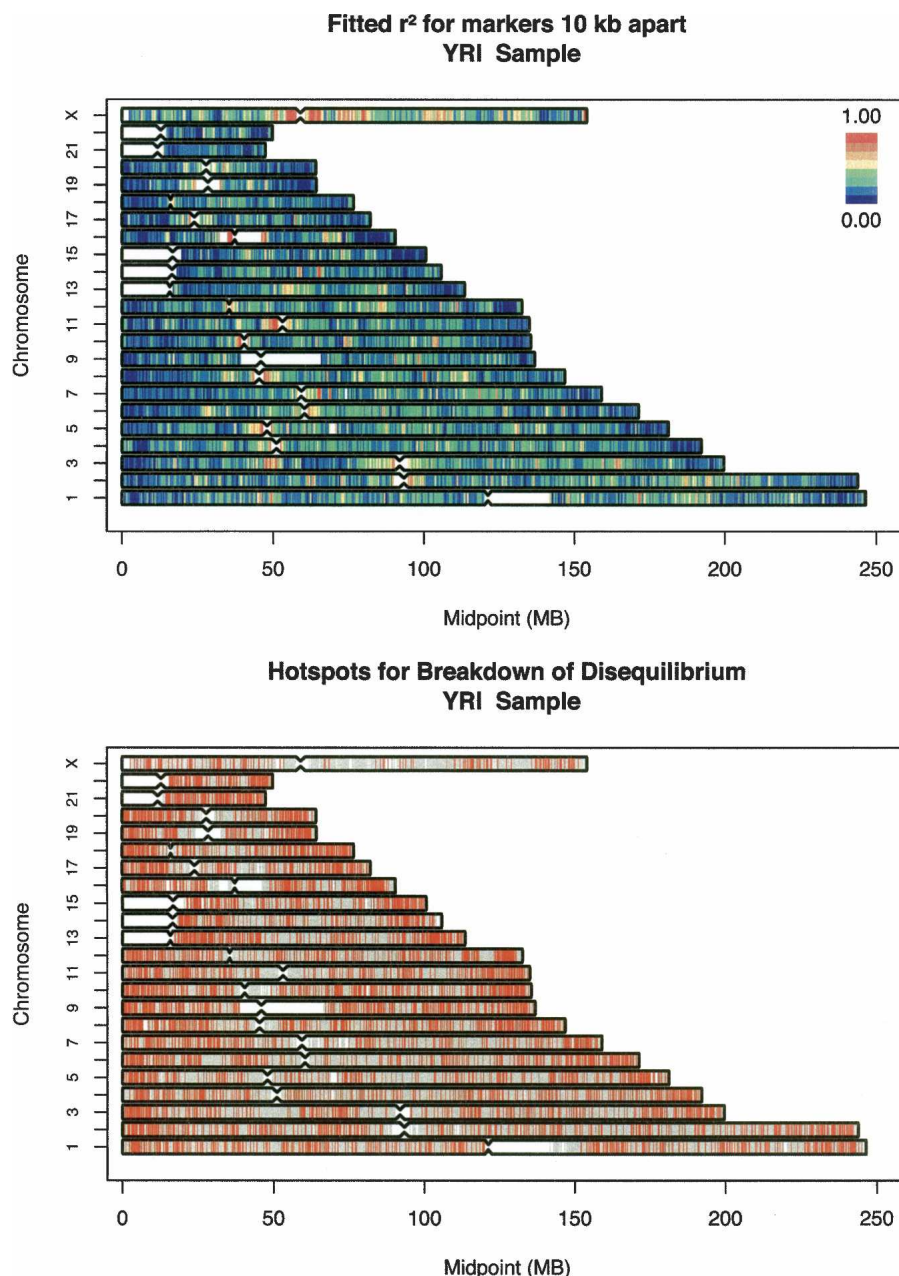 Fitted r² for markers 10 kb apart
YRI Sample
Chromosome
X
21
19
17
15
13
11
9
7
5
3
1
1.00
0.00
0 50 100 150 200 250
Midpoint (MB)
Hotspots for Breakdown of Disequilibrium
YRI Sample
Chromosome
X
21
19
17
15
13
11
9
7
5
3
1
0 50 100 150 200 250
Midpoint (MB)